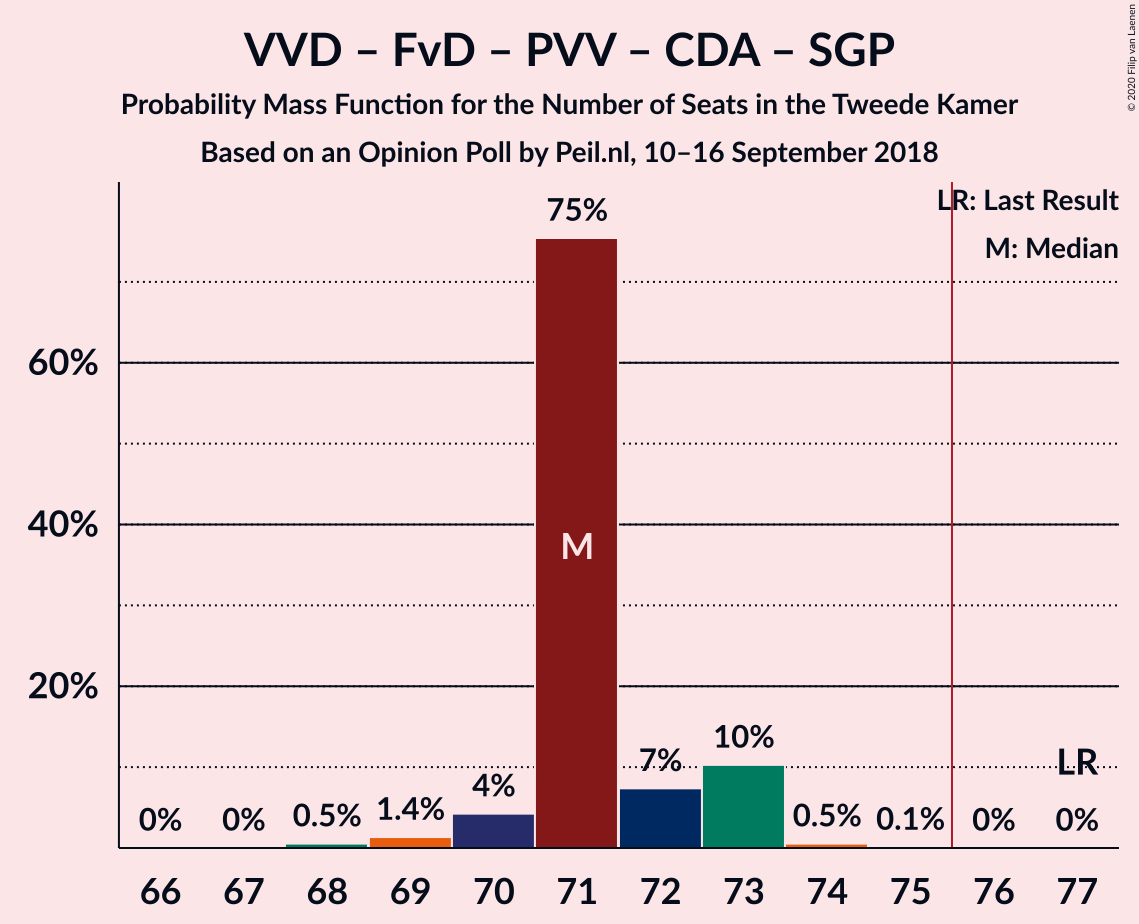 VVD – FvD – PVV – CDA – SGP
Probability Mass Function for the Number of Seats in the Tweede Kamer
Based on an Opinion Poll by Peil.nl, 10–16 September 2018
© 2020 Filip van Laenen
LR: Last Result
M: Median
60%
40%
20%
0% 0% 0.5% 1.4% 4% 75% 7% 10% 0.5% 0.1% 0% 0%
M
LR
66 67 68 69 70 71 72 73 74 75 76 77